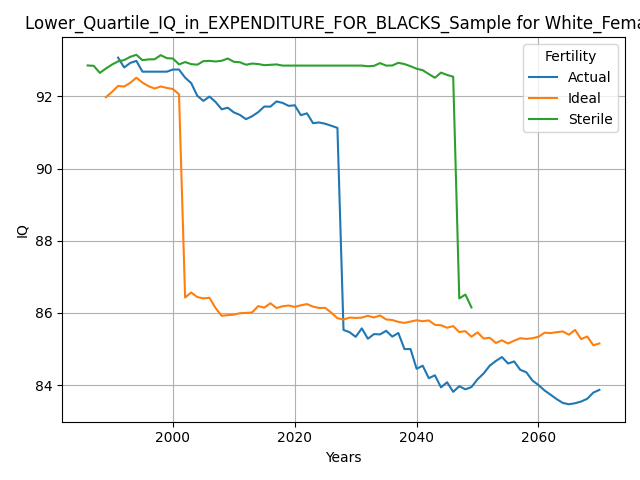 Lower_Quartile_IQ_in_EXPENDITURE_FOR_BLACKS_Sample for White_Fema
Fertility
Actual
Ideal
Sterile
IQ
92
90
88
86
84
2000
2020
2040
2060
Years